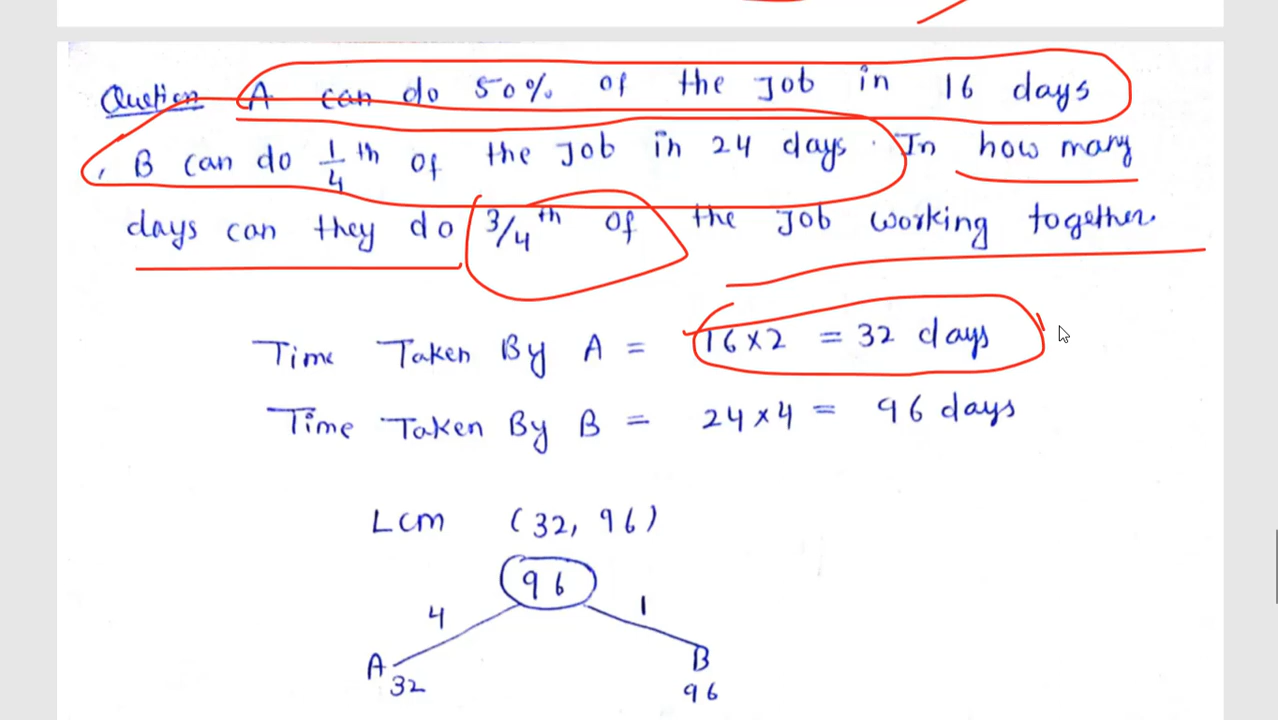 Question A can do 50% of the Job in 16 days
, B can do 1/4 th of the Job in 24 days. In how many
days can they do 3/4 th of the Job working together.
Time Taken By A = 16×2 = 32 days
Time Taken By B = 24×4 = 96 days
Lcm (32, 96)
96
4 1
A B
32 96